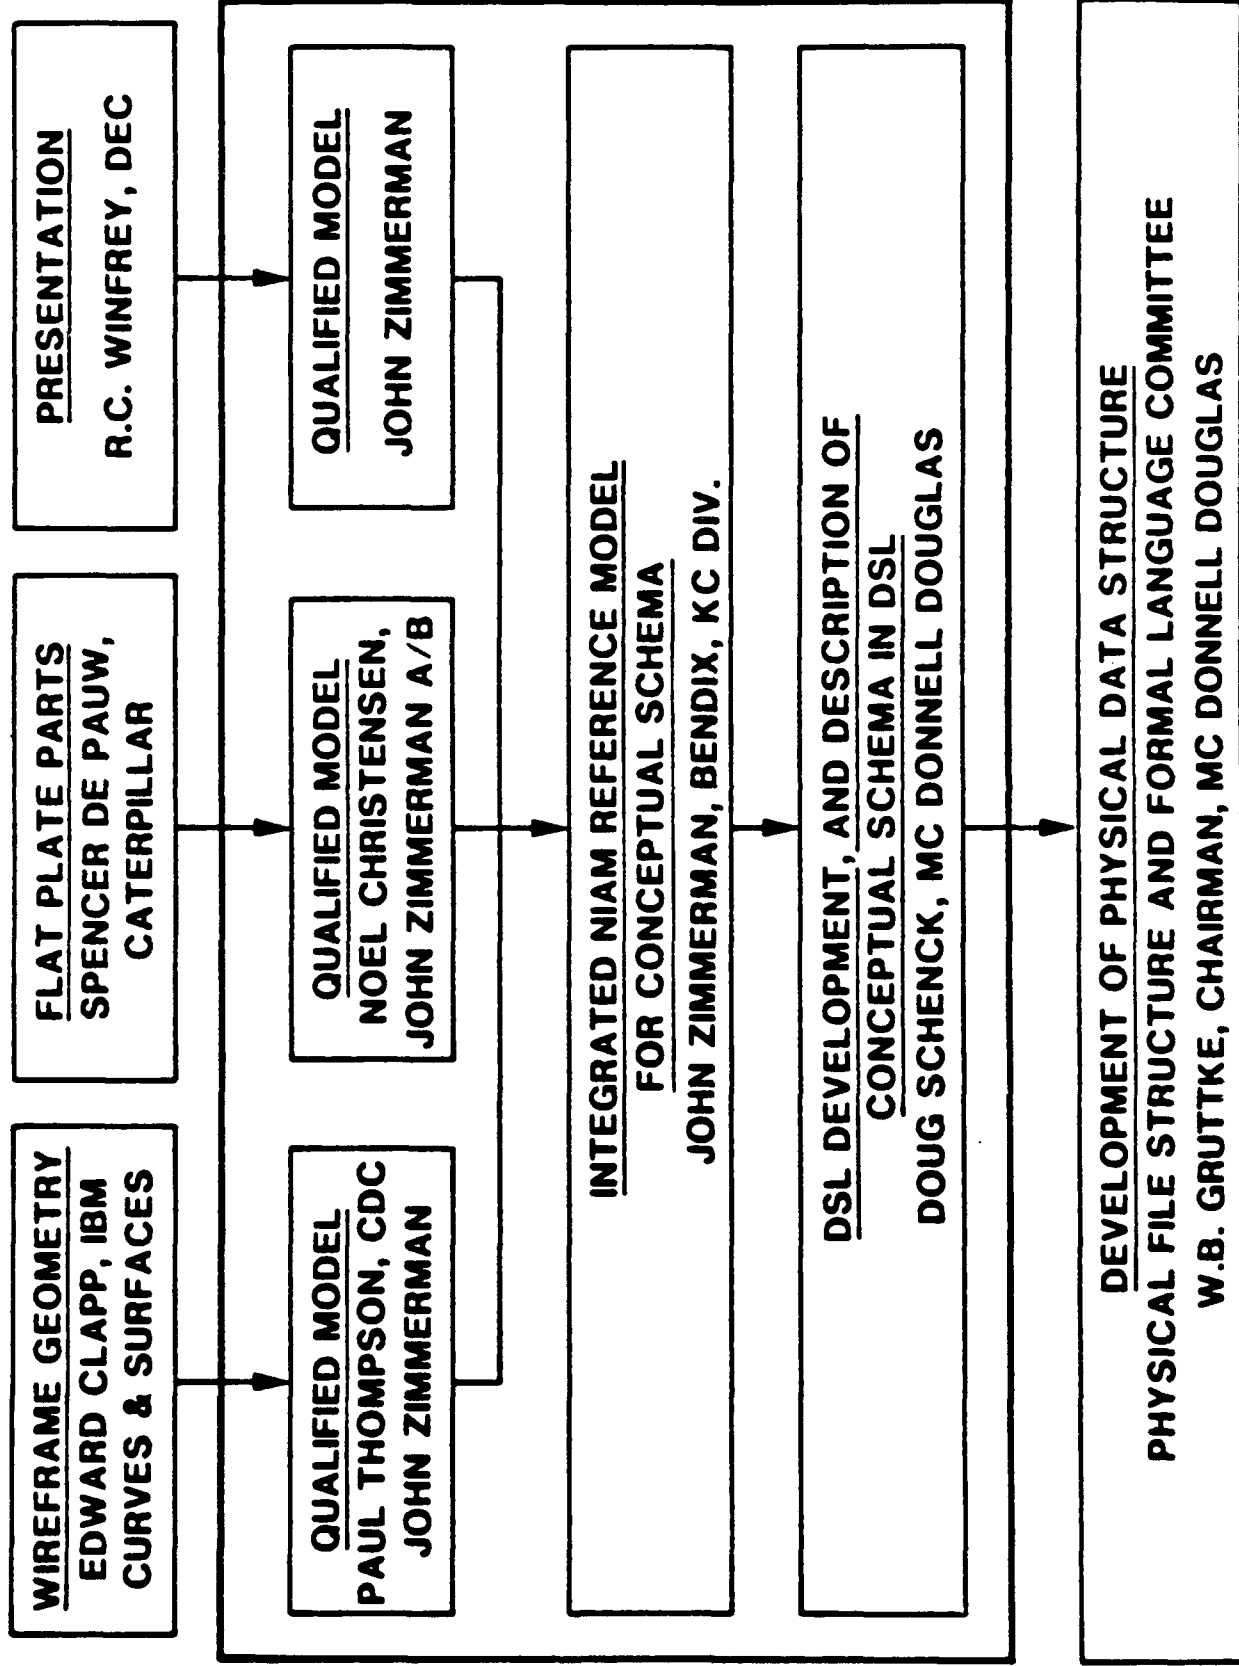 WIREFRAME GEOMETRY
EDWARD CLAPP, IBM
CURVES & SURFACES
FLAT PLATE PARTS
SPENCER DE PAUW,
CATERPILLAR
PRESENTATION
R.C. WINFREY, DEC
QUALIFIED MODEL
PAUL THOMPSON, CDC
JOHN ZIMMERMAN
QUALIFIED MODEL
NOEL CHRISTENSEN,
JOHN ZIMMERMAN A/B
QUALIFIED MODEL
JOHN ZIMMERMAN
INTEGRATED NIAM REFERENCE MODEL
FOR CONCEPTUAL SCHEMA
JOHN ZIMMERMAN, BENDIX, KC DIV.
DSL DEVELOPMENT, AND DESCRIPTION OF
CONCEPTUAL SCHEMA IN DSL
DOUG SCHENCK, MC DONNELL DOUGLAS
DEVELOPMENT OF PHYSICAL DATA STRUCTURE
PHYSICAL FILE STRUCTURE AND FORMAL LANGUAGE COMMITTEE
W.B. GRUTTKE, CHAIRMAN, MC DONNELL DOUGLAS